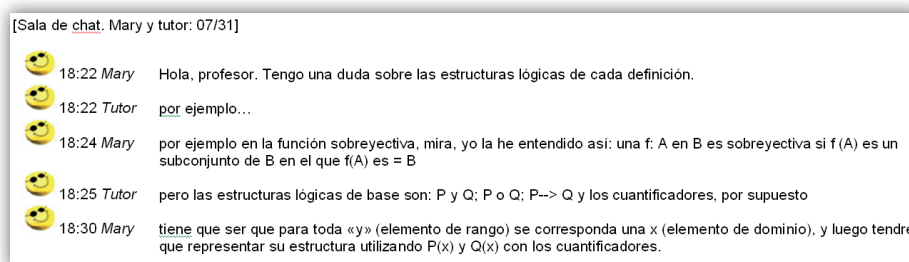 [Sala de chat. Mary y tutor: 07/31]
18:22 Mary Hola, profesor. Tengo una duda sobre las estructuras lógicas de cada definición.
18:22 Tutor por ejemplo…
18:24 Mary por ejemplo en la función sobreyectiva, mira, yo la he entendido así: una f: A en B es sobreyectiva si f (A) es un
subconjunto de B en el que f(A) es = B
18:25 Tutor pero las estructuras lógicas de base son: P y Q; P o Q; P--> Q y los cuantificadores, por supuesto
18:30 Mary tiene que ser que para toda «y» (elemento de rango) se corresponda una x (elemento de dominio), y luego tendre
que representar su estructura utilizando P(x) y Q(x) con los cuantificadores.